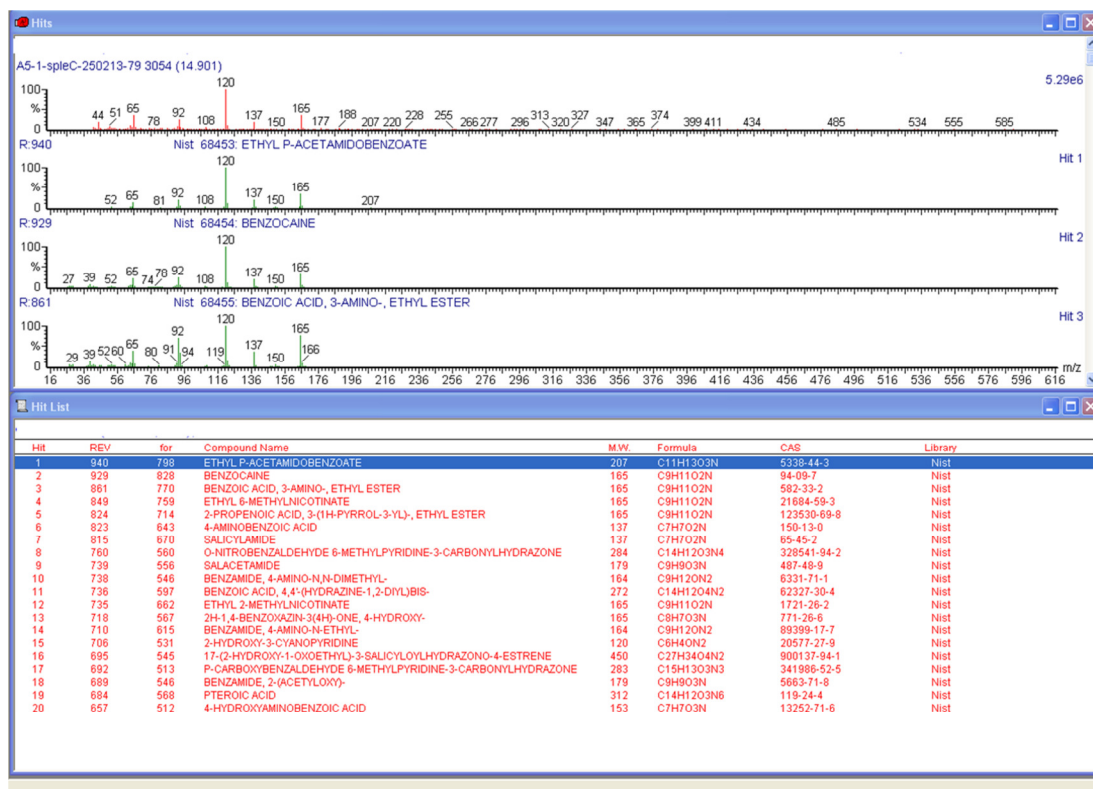 Hits
A5-1-spleC-250213-79 3054 (14.901)
5.29e6
100
%
0
44 51 65 78 92 108 120 137 150 165 177 188 207 220 228 255 266 277 296 313 320 327 347 365 374 399 411 434 485 534 555 585
R:940 Nist 68453: ETHYL P-ACETAMIDOBENZOATE Hit 1
100
%
0
52 65 81 92 108 120 137 150 165 207
R:929 Nist 68454: BENZOCAINE Hit 2
100
%
0
27 39 52 65 74 78 92 108 120 137 150 165
R:861 Nist 68455: BENZOIC ACID, 3-AMINO-, ETHYL ESTER Hit 3
100
%
0
29 39 52 60 65 80 91 92 94 119 120 137 150 165 166
m/z
16 36 56 76 96 116 136 156 176 196 216 236 256 276 296 316 336 356 376 396 416 436 456 476 496 516 536 556 576 596 616
Hit List
Hit REV for Compound Name M.W. Formula CAS Library
1 940 798 ETHYL P-ACETAMIDOBENZOATE 207 C11H13O3N 5338-44-3 Nist
2 929 828 BENZOCAINE 165 C9H11O2N 94-09-7 Nist
3 861 770 BENZOIC ACID, 3-AMINO-, ETHYL ESTER 165 C9H11O2N 582-33-2 Nist
4 849 759 ETHYL 6-METHYLNICOTINATE 165 C9H11O2N 21684-59-3 Nist
5 824 714 2-PROPENOIC ACID, 3-(1H-PYRROL-3-YL)-, ETHYL ESTER 165 C9H11O2N 123530-69-8 Nist
6 823 643 4-AMINOBENZOIC ACID 137 C7H7O2N 150-13-0 Nist
7 815 670 SALICYLAMIDE 137 C7H7O2N 65-45-2 Nist
8 760 560 O-NITROBENZALDEHYDE 6-METHYLPYRIDINE-3-CARBONYLHYDRAZONE 284 C14H12O3N4 328541-94-2 Nist
9 739 556 SALACETAMIDE 179 C9H9O3N 487-48-9 Nist
10 738 546 BENZAMIDE, 4-AMINO-N,N-DIMETHYL- 164 C9H12ON2 6331-71-1 Nist
11 736 597 BENZOIC ACID, 4,4'-(HYDRAZINE-1,2-DIYL)BIS- 272 C14H12O4N2 62327-30-4 Nist
12 735 662 ETHYL 2-METHYLNICOTINATE 165 C9H11O2N 1721-26-2 Nist
13 718 567 2H-1,4-BENZOXAZIN-3(4H)-ONE, 4-HYDROXY- 165 C8H7O3N 771-26-6 Nist
14 710 615 BENZAMIDE, 4-AMINO-N-ETHYL- 164 C9H12ON2 89399-17-7 Nist
15 706 531 2-HYDROXY-3-CYANOPYRIDINE 120 C6H4ON2 20577-27-9 Nist
16 695 545 17-(2-HYDROXY-1-OXOETHYL)-3-SALICYLOYLHYDRAZONO-4-ESTRENE 450 C27H34O4N2 900137-94-1 Nist
17 692 513 P-CARBOXYBENZALDEHYDE 6-METHYLPYRIDINE-3-CARBONYLHYDRAZONE 283 C15H13O3N3 341986-52-5 Nist
18 689 546 BENZAMIDE, 2-(ACETYLOXY)- 179 C9H9O3N 5663-71-8 Nist
19 684 568 PTEROIC ACID 312 C14H12O3N6 119-24-4 Nist
20 657 512 4-HYDROXYAMINOBENZOIC ACID 153 C7H7O3N 13252-71-6 Nist